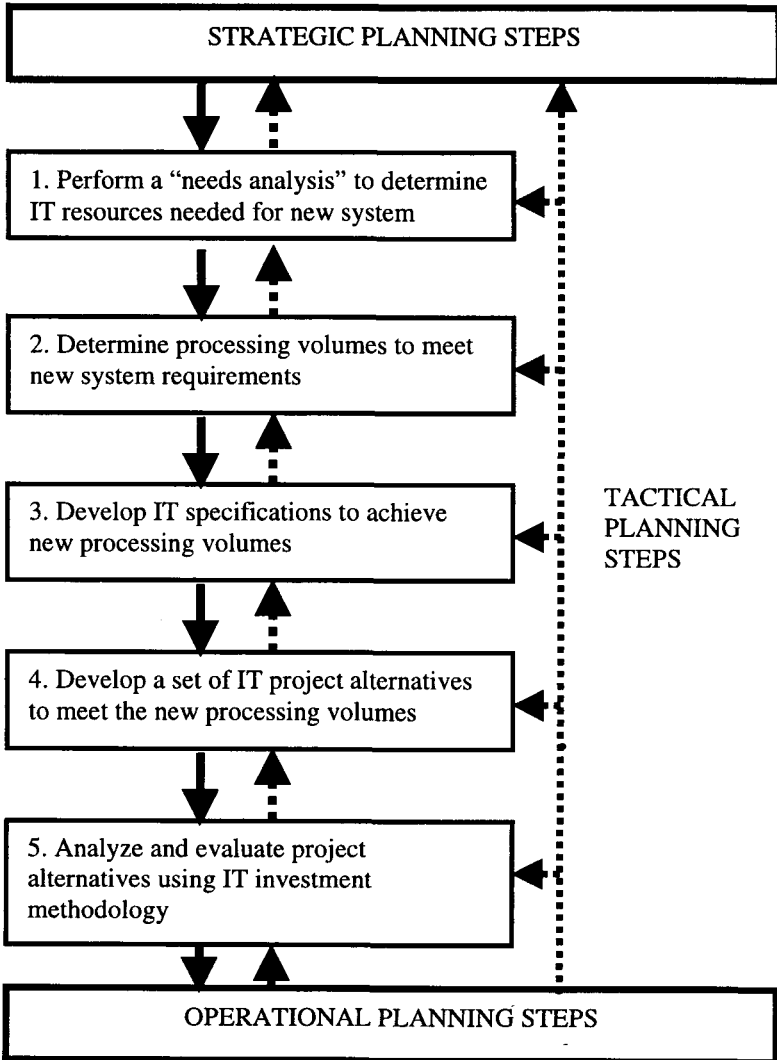 STRATEGIC PLANNING STEPS
1. Perform a “needs analysis” to determine
IT resources needed for new system
2. Determine processing volumes to meet
new system requirements
3. Develop IT specifications to achieve
new processing volumes
TACTICAL
PLANNING
STEPS
4. Develop a set of IT project alternatives
to meet the new processing volumes
5. Analyze and evaluate project
alternatives using IT investment
methodology
OPERATIONAL PLANNING STEPS